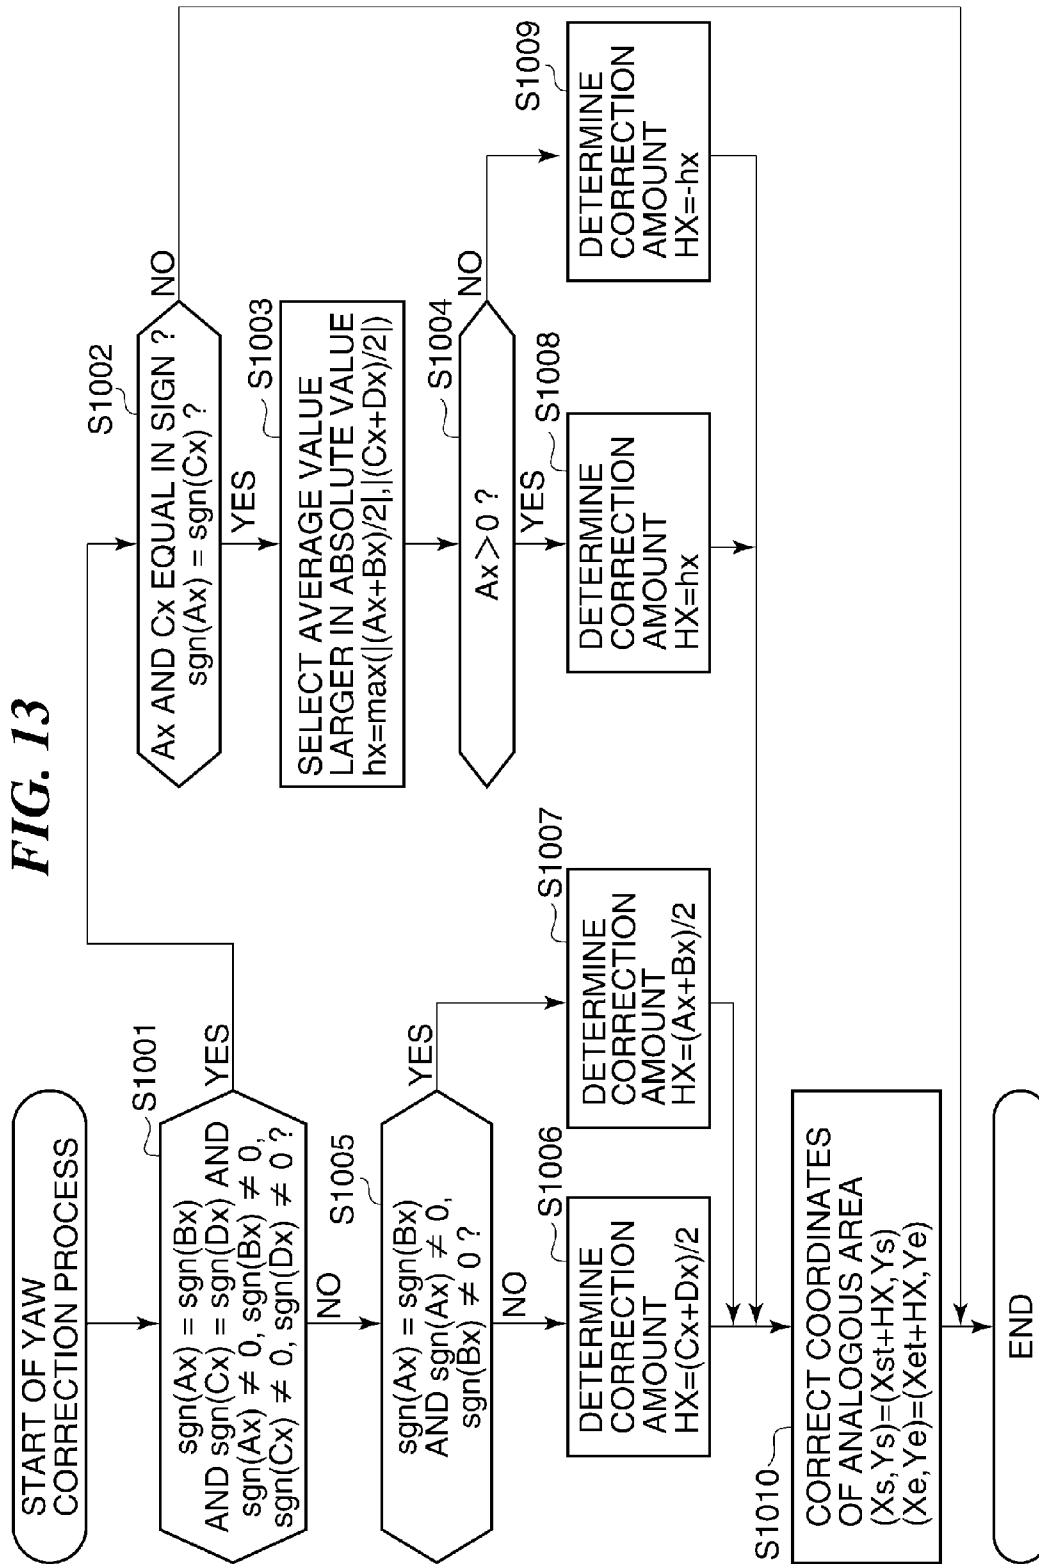 FIG. 13
START OF YAW
CORRECTION PROCESS
S1001
sgn(Ax) = sgn(Bx)
AND sgn(Cx) = sgn(Dx) AND
sgn(Ax) ≠ 0, sgn(Bx) ≠ 0,
sgn(Cx) ≠ 0, sgn(Dx) ≠ 0 ?
YES
NO
S1002
Ax AND Cx EQUAL IN SIGN ?
sgn(Ax) = sgn(Cx) ?
NO
YES
S1003
SELECT AVERAGE VALUE
LARGER IN ABSOLUTE VALUE
hx=max(|(Ax+Bx)/2|,|(Cx+Dx)/2|)
S1004
Ax>0 ?
NO
YES
S1005
sgn(Ax) = sgn(Bx)
AND sgn(Ax) ≠ 0,
sgn(Bx) ≠ 0 ?
YES
NO
S1006
DETERMINE
CORRECTION
AMOUNT
HX=(Cx+Dx)/2
S1007
DETERMINE
CORRECTION
AMOUNT
HX=(Ax+Bx)/2
S1008
DETERMINE
CORRECTION
AMOUNT
HX=hx
S1009
DETERMINE
CORRECTION
AMOUNT
HX=-hx
S1010
CORRECT COORDINATES
OF ANALOGOUS AREA
(Xs,Ys)=(Xst+HX,Ys)
(Xe,Ye)=(Xet+HX,Ye)
END